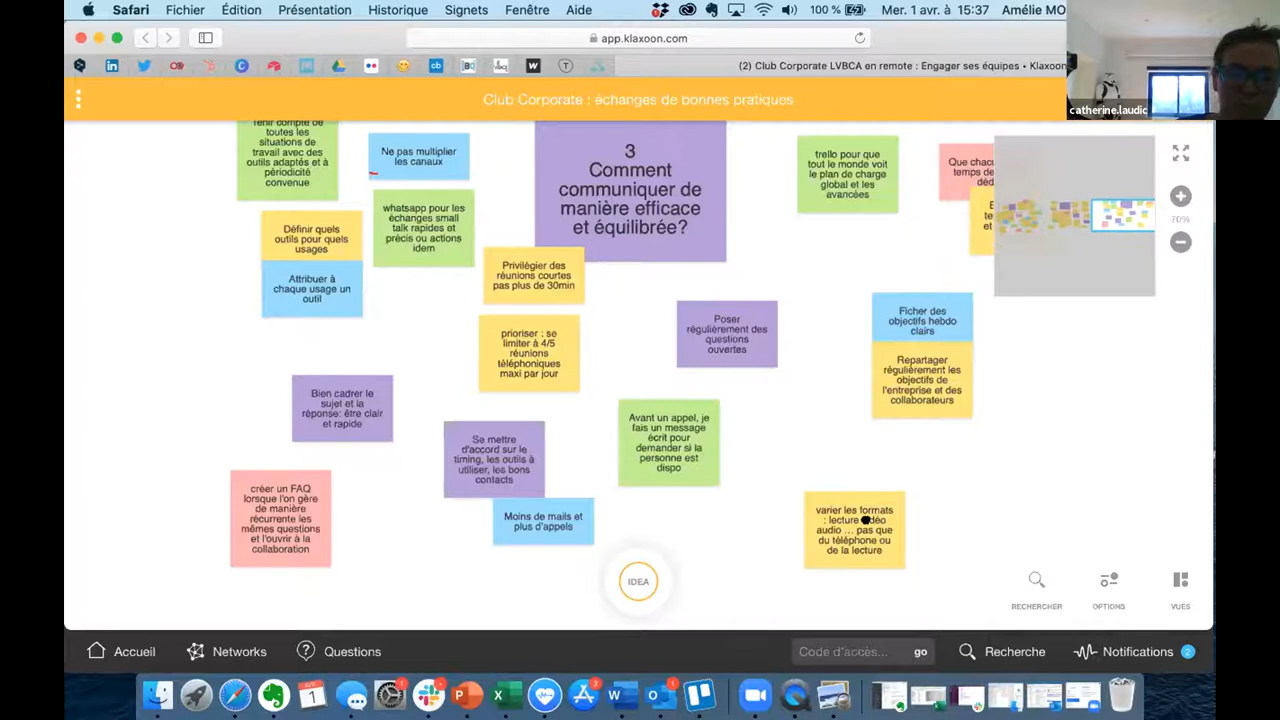 Safari Fichier Édition Présentation Historique Signets Fenêtre Aide 100 % Mer. 1 avr. à 15:37 Amélie MO
app.klaxoon.com
(2) Club Corporate LVBCA en remote : Engager ses équipes • Klaxoon
catherine.laudic
Club Corporate : échanges de bonnes pratiques
Tenir compte de
toutes les
situations de
travail avec des
outils adaptés et à
périodicité
convenue
Ne pas multiplier
les canaux
3
Comment
communiquer de
manière efficace
et équilibrée?
trello pour que
tout le monde voit
le plan de charge
global et les
avancées
Que chacu
temps de
déd
E
te
et
70%
whatsapp pour les
échanges small
talk rapides et
précis ou actions
idem
Définir quels
outils pour quels
usages
Attribuer à
chaque usage un
outil
Privilégier des
réunions courtes
pas plus de 30min
prioriser : se
limiter à 4/5
réunions
téléphoniques
maxi par jour
Poser
régulièrement des
questions
ouvertes
Ficher des
objectifs hebdo
clairs
Repartager
régulièrement les
objectifs de
l'entreprise et des
collaborateurs
Bien cadrer le
sujet et la
réponse: être clair
et rapide
Se mettre
d'accord sur le
timing, les outils à
utiliser, les bons
contacts
Avant un appel, je
fais un message
écrit pour
demander si la
personne est
dispo
créer un FAQ
lorsque l'on gère
de manière
récurrente les
mêmes questions
et l'ouvrir à la
collaboration
Moins de mails et
plus d'appels
varier les formats
: lecture vidéo
audio ... pas que
du téléphone ou
de la lecture
IDEA
RECHERCHER OPTIONS VUES
Accueil Networks Questions Code d'accès... go Recherche Notifications 2